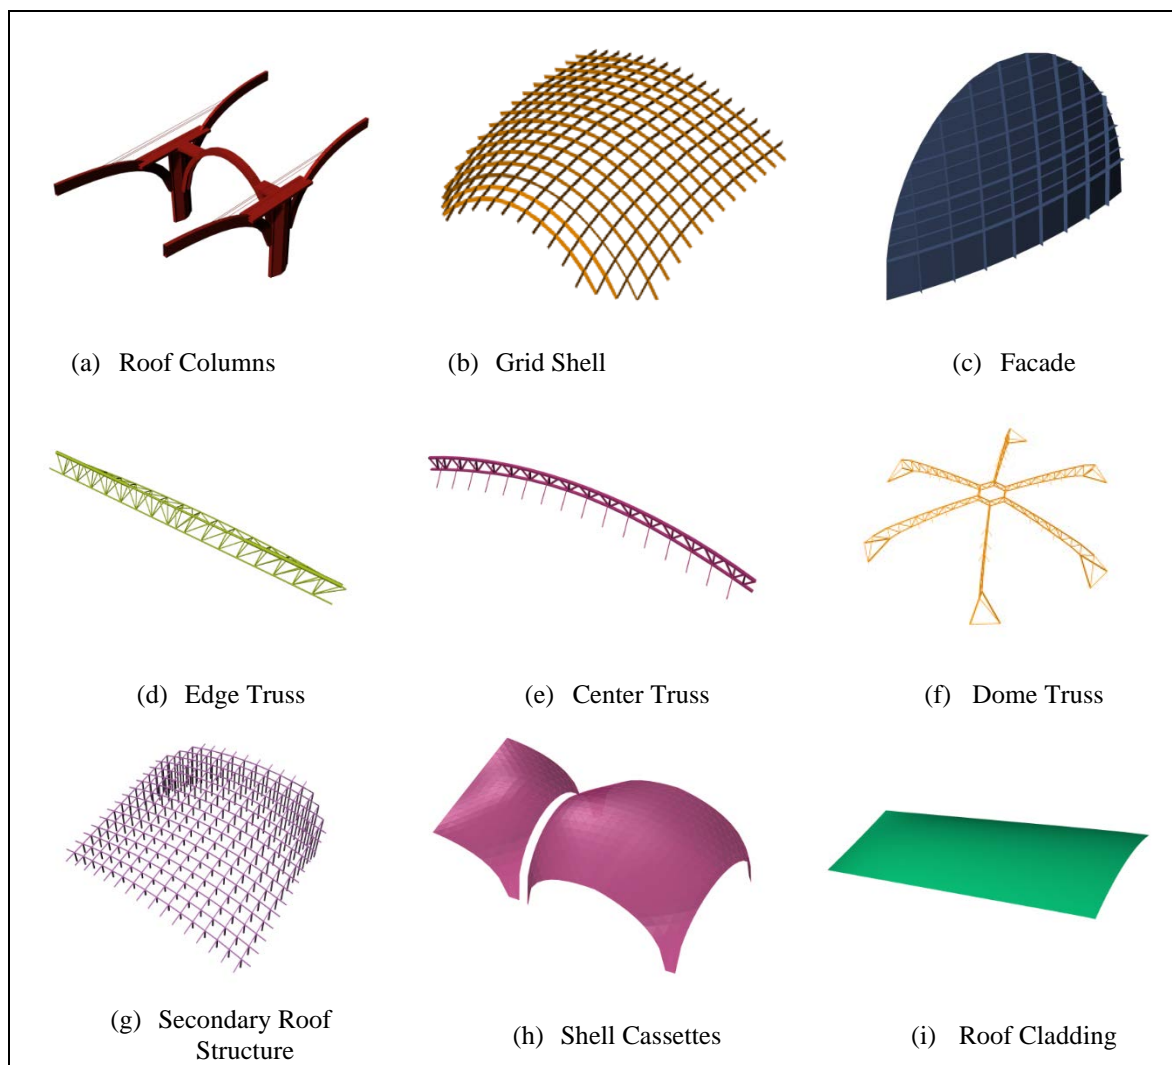 (a) Roof Columns
(b) Grid Shell
(c) Facade
(d) Edge Truss
(e) Center Truss
(f) Dome Truss
(g) Secondary Roof
Structure
(h) Shell Cassettes
(i) Roof Cladding